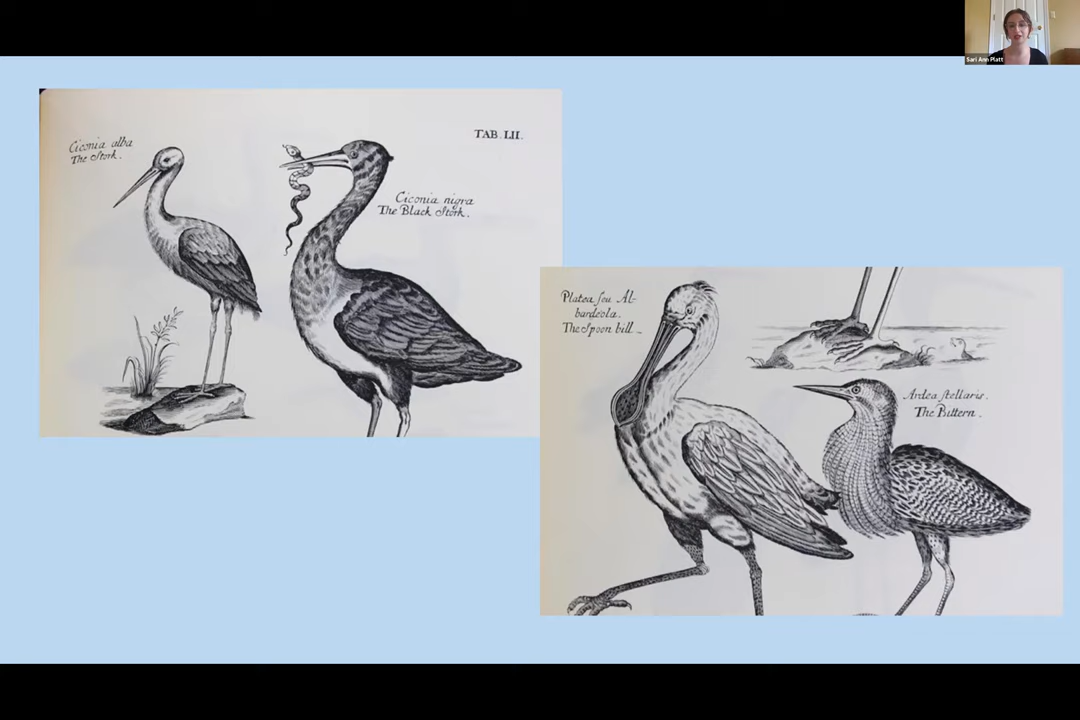 Sari Ann Platt
TAB. LII.
Ciconia alba
The Stork.
Ciconia nigra
The Black Stork.
Platea ſeu Al-
bardeola.
The Spoon bill.
Ardea ſtellaris.
The Bittern.